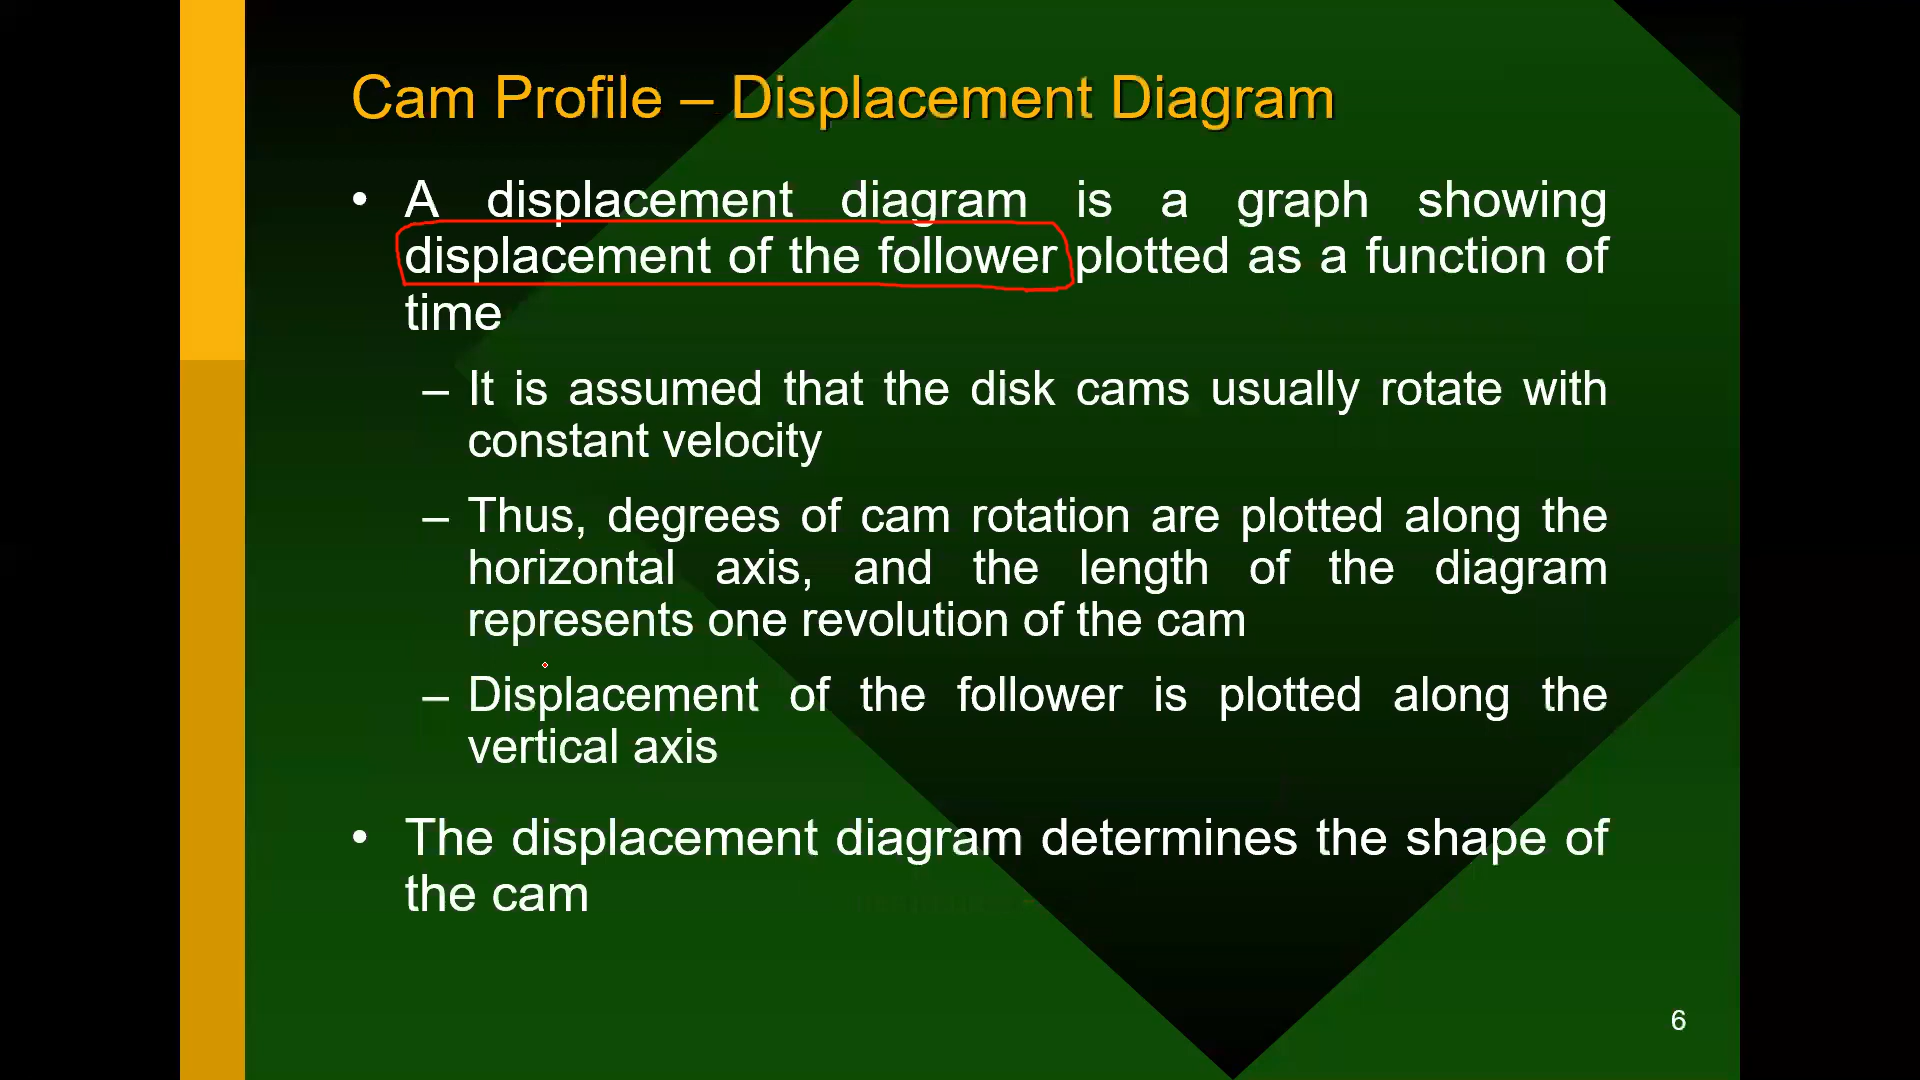 Cam Profile – Displacement Diagram
• A displacement diagram is a graph showing
displacement of the follower plotted as a function of
time
– It is assumed that the disk cams usually rotate with
constant velocity
– Thus, degrees of cam rotation are plotted along the
horizontal axis, and the length of the diagram
represents one revolution of the cam
– Displacement of the follower is plotted along the
vertical axis
• The displacement diagram determines the shape of
the cam
6